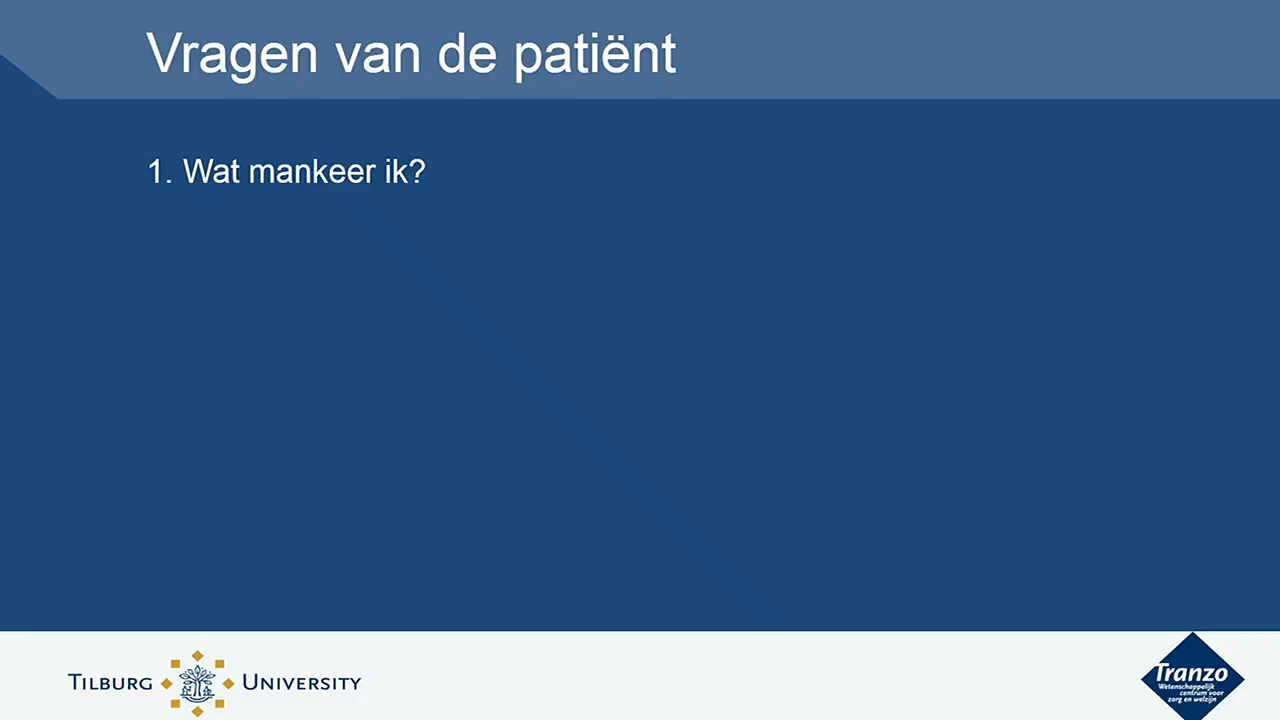 Vragen van de patiënt
1. Wat mankeer ik?
TILBURG UNIVERSITY
Tranzo
Wetenschappelijk
centrum voor
zorg en welzijn